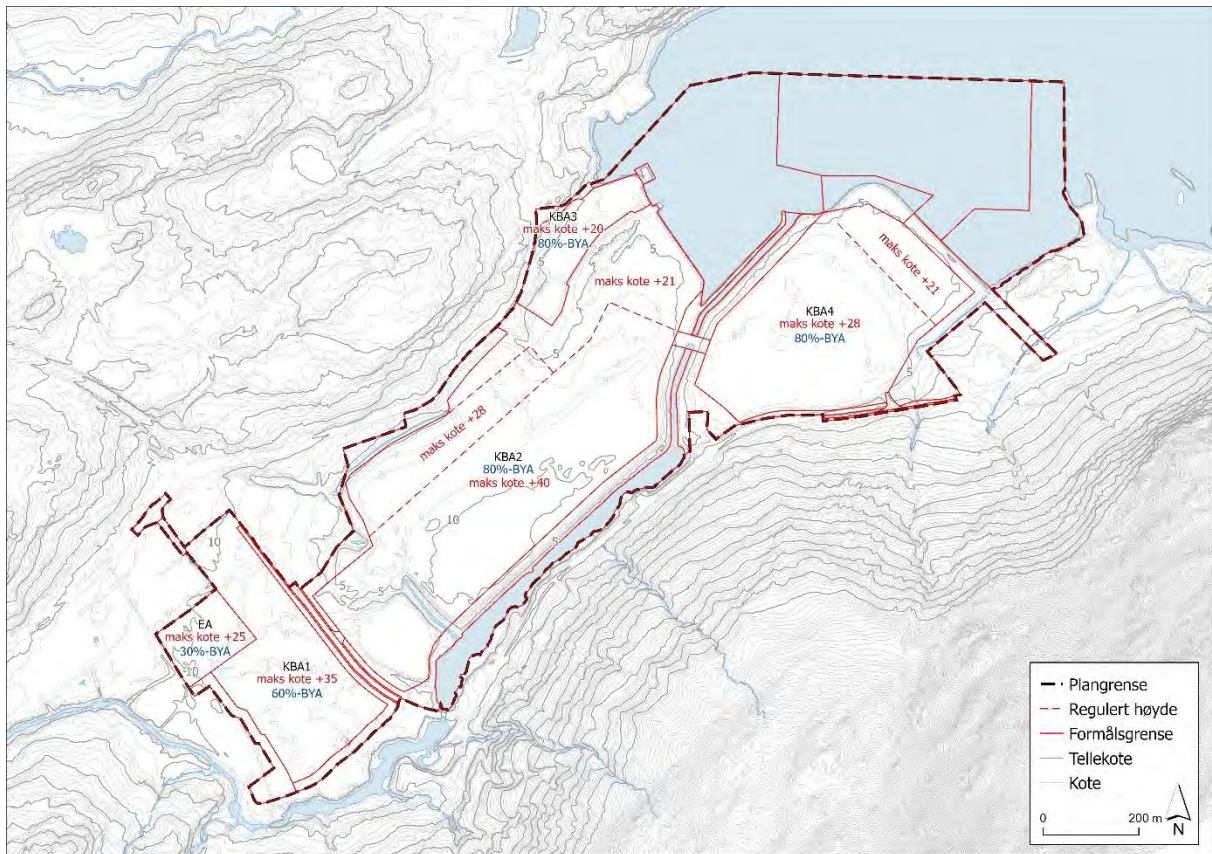 KBA3
maks kote +20
80%-BYA
5
5
maks kote +21
5
maks kote +21
KBA4
maks kote +28
80%-BYA
5
5
maks kote +28
KBA2
80%-BYA
maks kote +40
10
5
10
5
5
EA
maks kote +25
30%-BYA
10
KBA1
maks kote +35
60%-BYA
Plangrense
Regulert høyde
Formålsgrense
Tellekote
Kote
0
200 m
N